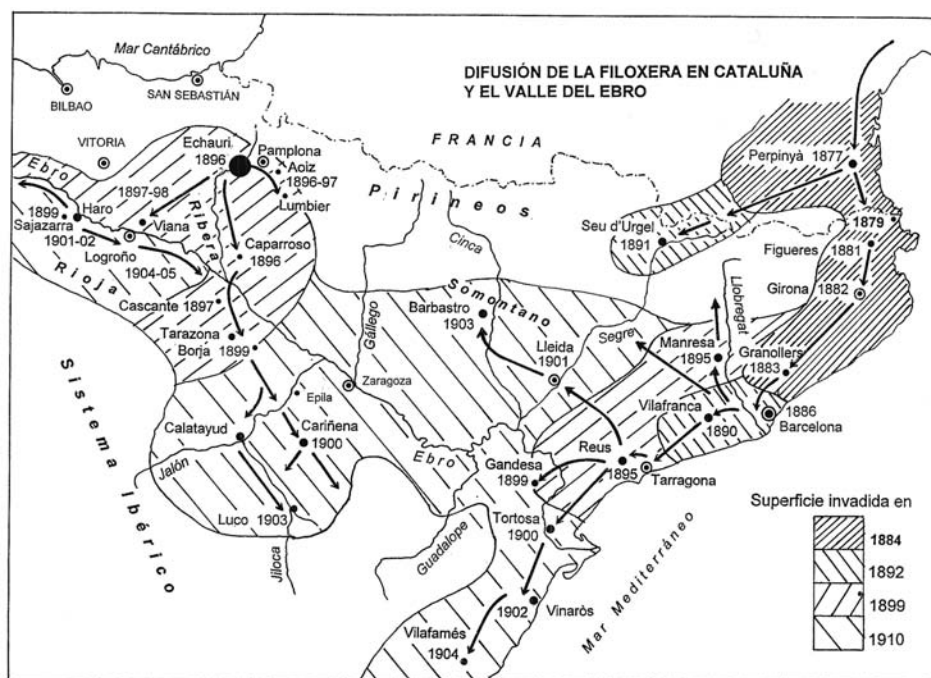 DIFUSIÓN DE LA FILOXERA EN CATALUÑA
Y EL VALLE DEL EBRO
Mar Cantábrico
BILBAO
SAN SEBASTIÁN
VITORIA
FRANCIA
Pirineos
Echauri
1896
Pamplona
Aoiz
1896-97
Lumbier
Ebro
1897-98
Ribera
1899
Haro
Sajazarra
1901-02
Viana
Logroño
1904-05
Rioja
Caparroso
1896
Cascante 1897
Tarazona
Borja
1899
Perpinyà 1877
1879
Seu d'Urgel
1891
Figueres
1881
Girona
1882
Cinca
Gállego
Somontano
Barbastro
1903
Lleida
1901
Segre
Llobregat
Manresa
1895
Granollers
1883
Vilafranca
1890
1886
Barcelona
Zaragoza
Epila
Calatayud
Cariñena
1900
Jalón
Luco 1903
Jiloca
Sistema Ibérico
Ebro
Reus
1895
Tarragona
Gandesa
1899
Tortosa
1900
Guadalope
1902
Vinaròs
Vilafamés
1904
Mar Mediterráneo
Superficie invadida en
1884
1892
1899
1910